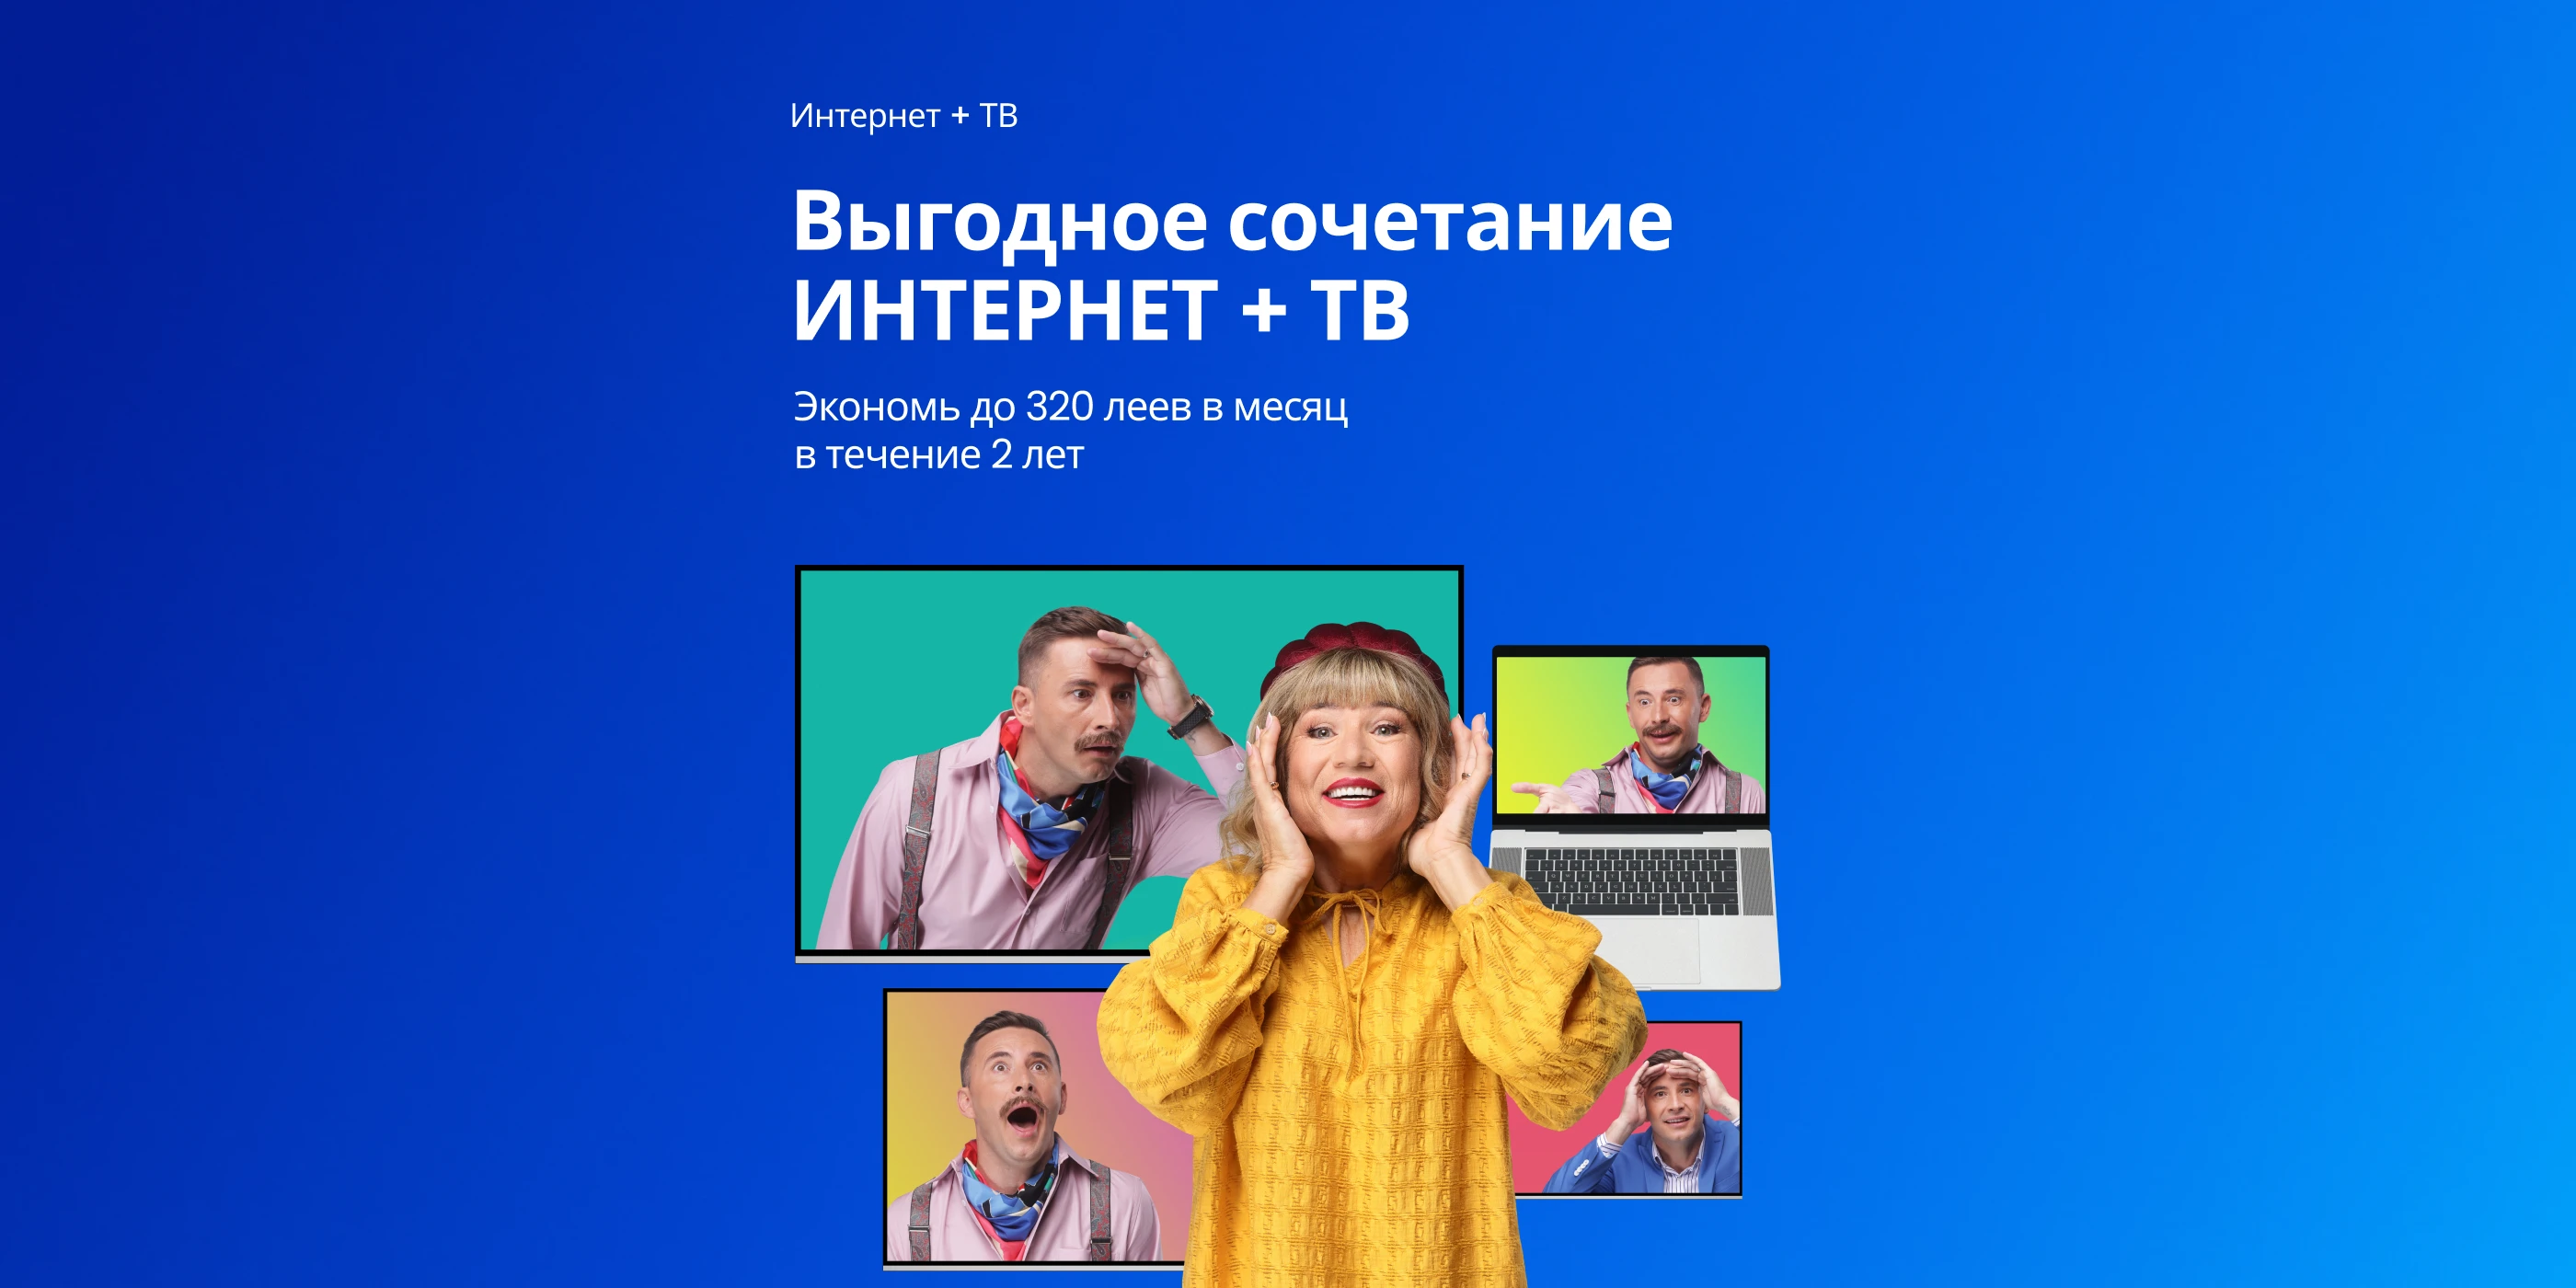 Интернет + ТВ
Выгодное сочетание
ИНТЕРНЕТ + ТВ
Экономь до 320 леев в месяц
в течение 2 лет